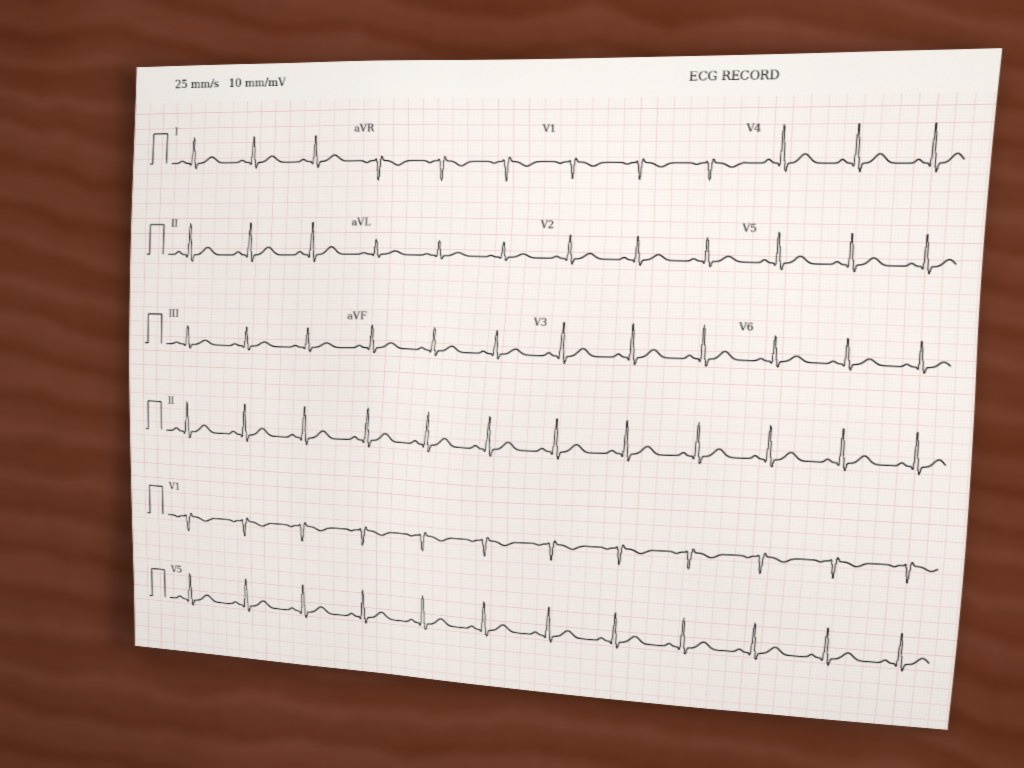 25 mm/s 10 mm/mV ECG RECORD
I aVR V1 V4
II aVL V2 V5
III aVF V3 V6
II
V1
V5